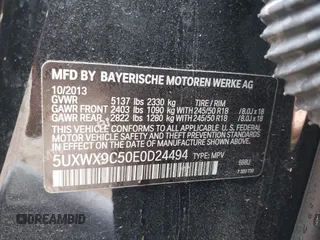 MFD BY BAYERISCHE MOTOREN WERKE AG
10/2013
GVWR 5137 lbs 2330 kg TIRE / RIM
GAWR FRONT 2403 lbs 1090 kg WITH 245/50 R18 / 8.0J x 18
GAWR REAR 2822 lbs 1280 kg WITH 245/50 R18 / 8.0J x 18
THIS VEHICLE CONFORMS TO ALL APPLICABLE U.S. FEDERAL
MOTOR VEHICLE SAFETY STANDARDS IN EFFECT ON THE
DATE OF MANUFACTURE SHOWN ABOVE.
5UXWX9C50E0D24494 TYPE: MPV
DREAMBID